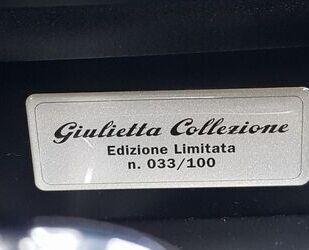 Giulietta Collezione
Edizione Limitata
n. 033/100